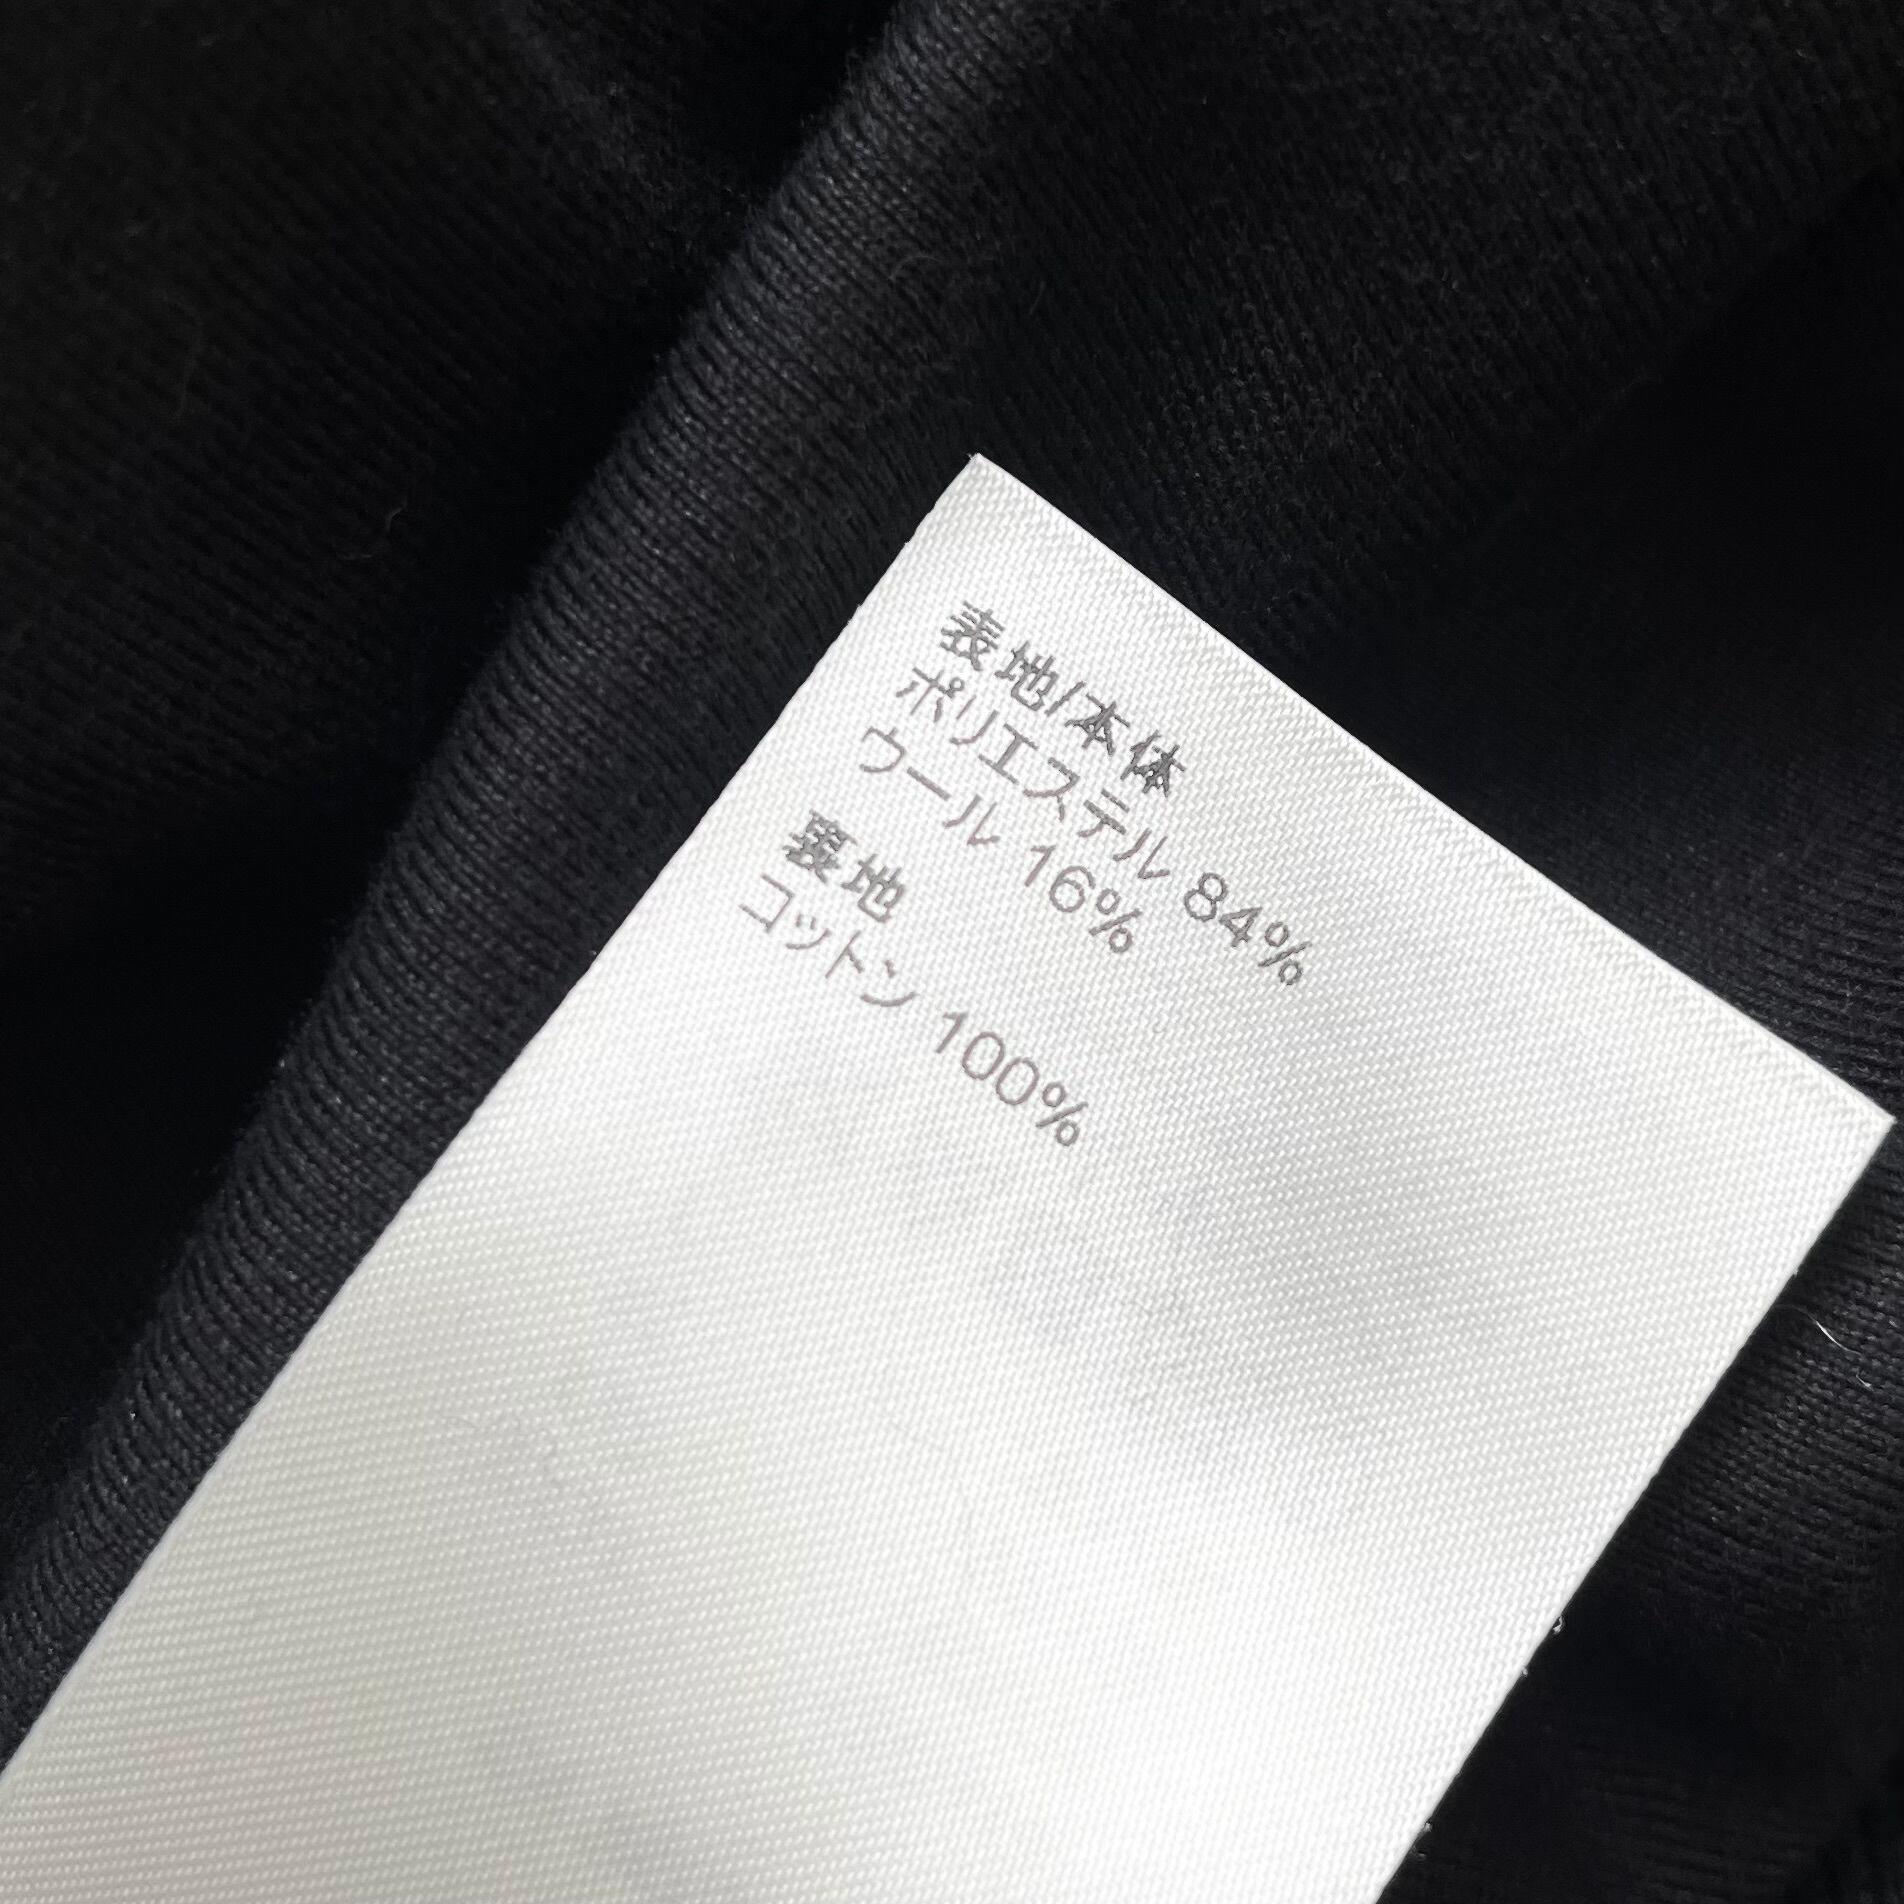 表地/本体
ポリエステル 84%
ウール 16%
裏地
コットン 100%